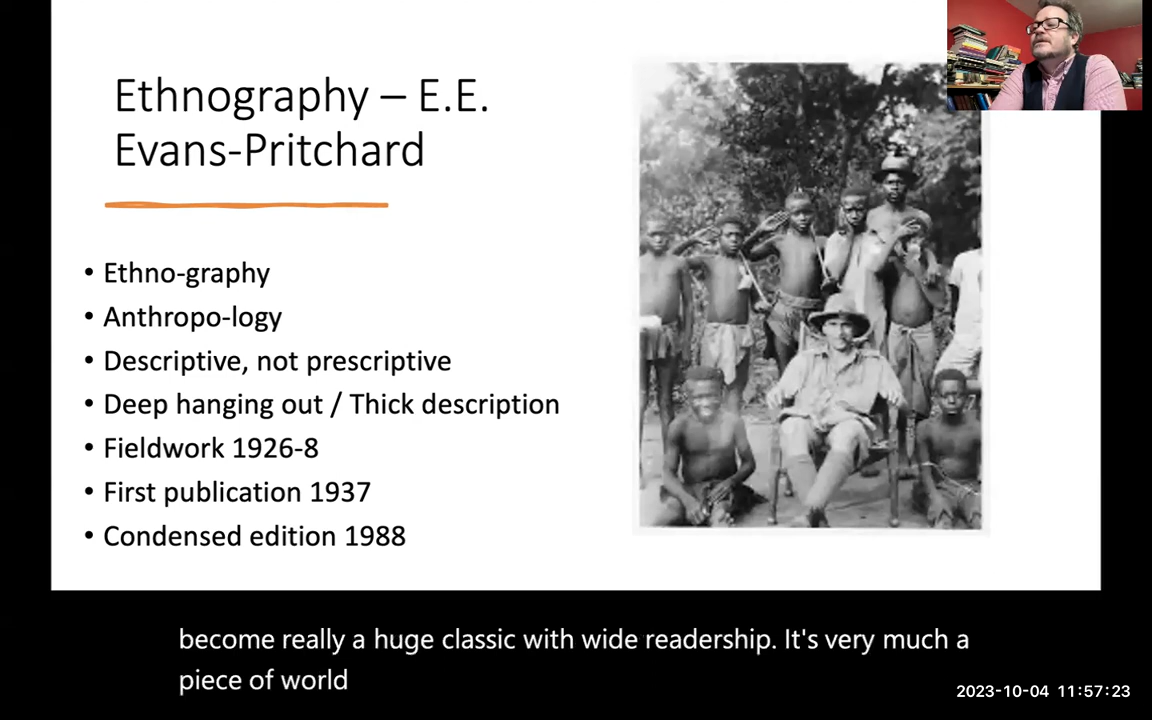 Ethnography – E.E.
Evans-Pritchard
• Ethno-graphy
• Anthropo-logy
• Descriptive, not prescriptive
• Deep hanging out / Thick description
• Fieldwork 1926-8
• First publication 1937
• Condensed edition 1988
become really a huge classic with wide readership. It's very much a
piece of world
2023-10-04 11:57:23